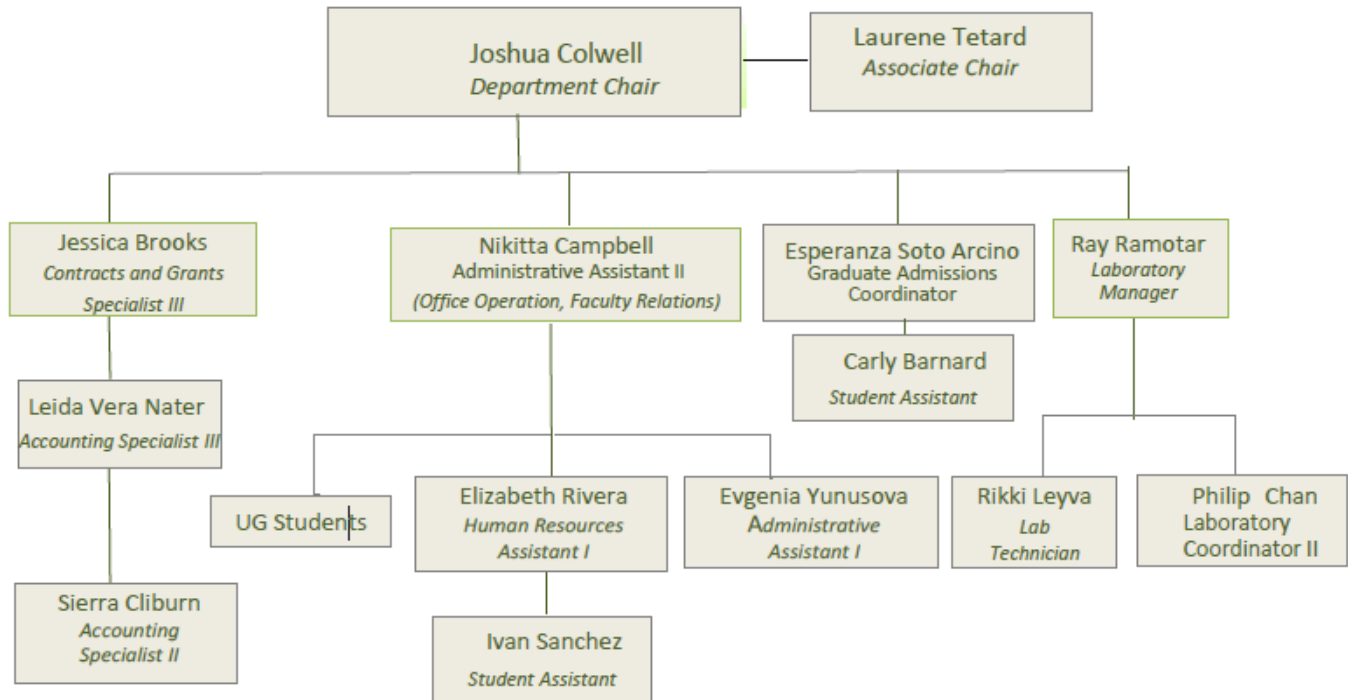 Joshua Colwell
Department Chair
Laurene Tetard
Associate Chair
Jessica Brooks
Contracts and Grants
Specialist III
Nikitta Campbell
Administrative Assistant II
(Office Operation, Faculty Relations)
Esperanza Soto Arcino
Graduate Admissions
Coordinator
Ray Ramotar
Laboratory
Manager
Carly Barnard
Student Assistant
Leida Vera Nater
Accounting Specialist III
UG Students
Elizabeth Rivera
Human Resources
Assistant I
Evgenia Yunusova
Administrative
Assistant I
Rikki Leyva
Lab
Technician
Philip Chan
Laboratory
Coordinator II
Sierra Cliburn
Accounting
Specialist II
Ivan Sanchez
Student Assistant